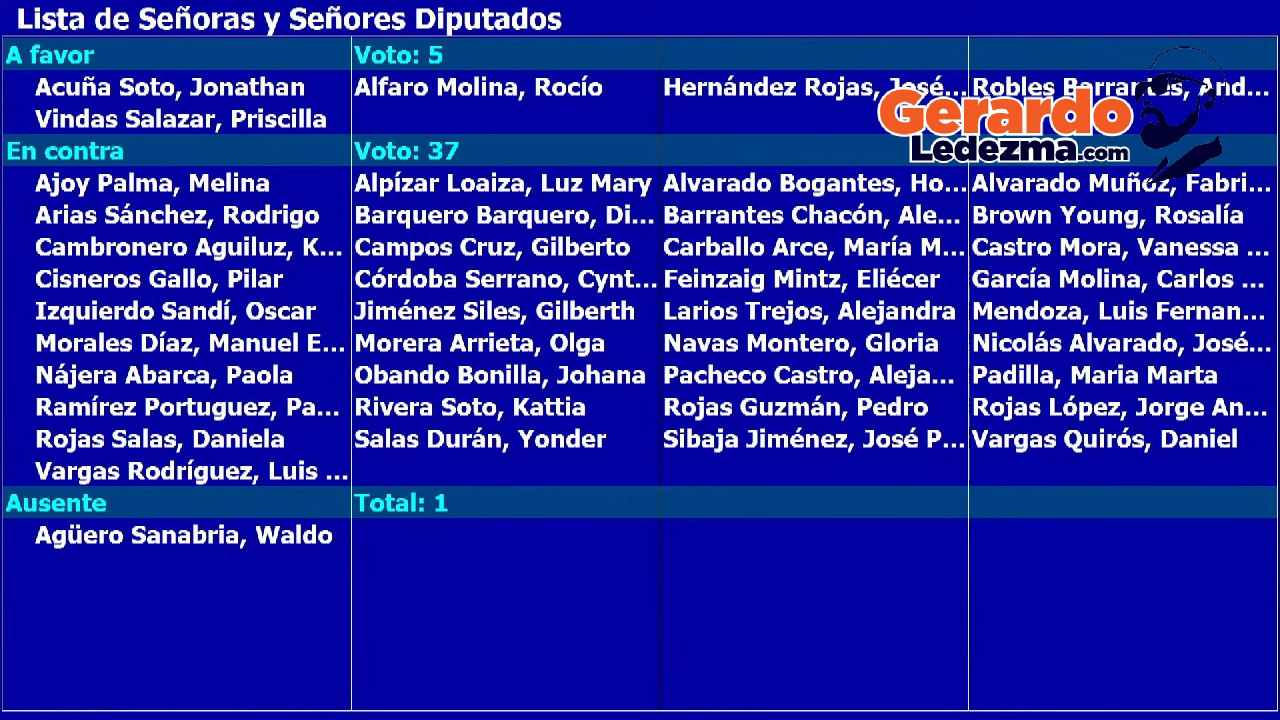 Lista de Señoras y Señores Diputados
A favor Voto: 5
Acuña Soto, Jonathan Alfaro Molina, Rocío Hernández Rojas, José... Robles Barrantes, And...
Vindas Salazar, Priscilla
Gerardo
Ledezma.com
En contra Voto: 37
Ajoy Palma, Melina Alpízar Loaiza, Luz Mary Alvarado Bogantes, Ho... Alvarado Muñoz, Fabri...
Arias Sánchez, Rodrigo Barquero Barquero, Di... Barrantes Chacón, Ale... Brown Young, Rosalía
Cambronero Aguiluz, K... Campos Cruz, Gilberto Carballo Arce, María M... Castro Mora, Vanessa ...
Cisneros Gallo, Pilar Córdoba Serrano, Cynt... Feinzaig Mintz, Eliécer García Molina, Carlos ...
Izquierdo Sandí, Oscar Jiménez Siles, Gilberth Larios Trejos, Alejandra Mendoza, Luis Fernan...
Morales Díaz, Manuel E... Morera Arrieta, Olga Navas Montero, Gloria Nicolás Alvarado, José...
Nájera Abarca, Paola Obando Bonilla, Johana Pacheco Castro, Aleja... Padilla, Maria Marta
Ramírez Portuguez, Pa... Rivera Soto, Kattia Rojas Guzmán, Pedro Rojas López, Jorge An...
Rojas Salas, Daniela Salas Durán, Yonder Sibaja Jiménez, José P... Vargas Quirós, Daniel
Vargas Rodríguez, Luis ...
Ausente Total: 1
Agüero Sanabria, Waldo